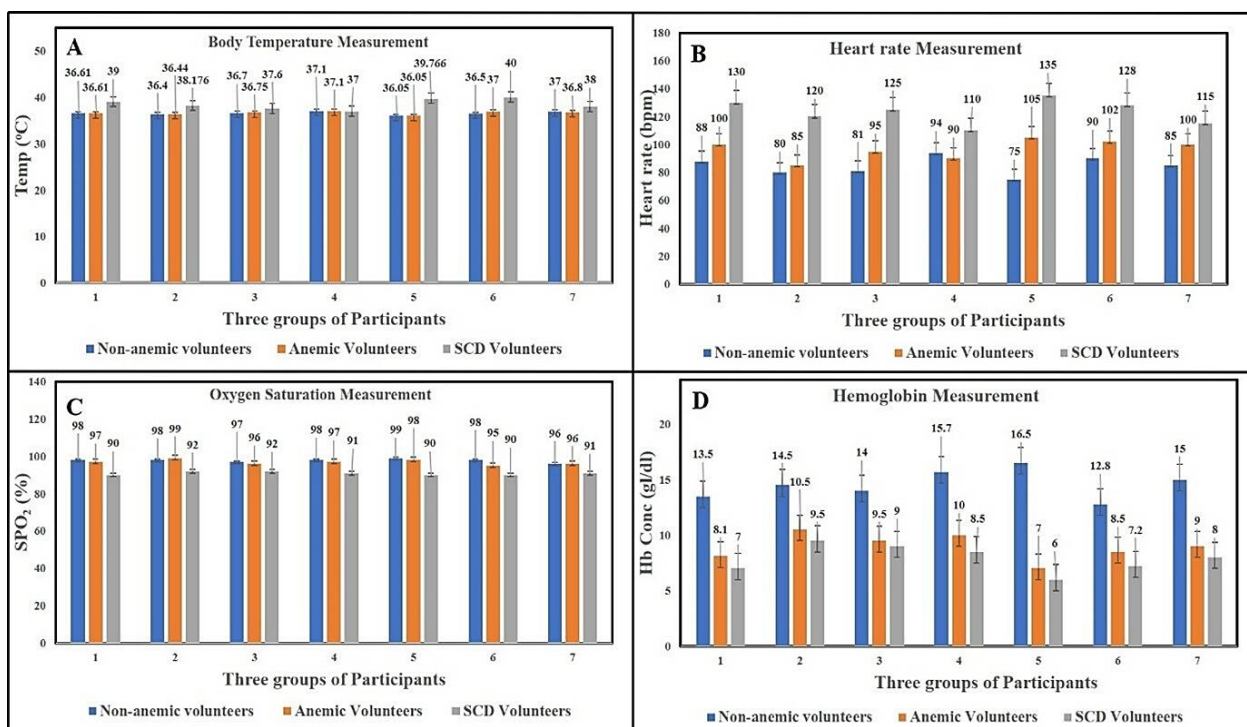 A
Body Temperature Measurement
50
40
30
20
10
0
Temp (°C)
36.61 36.61 39
36.4 36.44 38.176
36.7 36.75 37.6
37.1 37.1 37
36.05 36.05 39.766
36.5 37 40
37 36.8 38
1 2 3 4 5 6 7
Three groups of Participants
Non-anemic volunteers Anemic Volunteers SCD Volunteers
B
Heart rate Measurement
180
160
140
120
100
80
60
40
20
0
Heart rate (bpm)
88 100 130
80 85 120
81 95 125
94 90 110
75 105 135
90 102 128
85 100 115
1 2 3 4 5 6 7
Three groups of Participants
Non-anemic volunteers Anemic Volunteers SCD Volunteers
C
Oxygen Saturation Measurement
140
120
100
80
60
40
20
0
SPO₂ (%)
98 97 90
98 99 92
97 96 92
98 97 91
99 98 90
98 95 90
96 96 91
1 2 3 4 5 6 7
Three groups of Participants
Non-anemic volunteers Anemic Volunteers SCD Volunteers
D
Hemoglobin Measurement
20
15
10
5
0
Hb Conc (gl/dl)
13.5 8.1 7
14.5 10.5 9.5
14 9.5 9
15.7 10 8.5
16.5 7 6
12.8 8.5 7.2
15 9 8
1 2 3 4 5 6 7
Three groups of Participants
Non-anemic volunteers Anemic Volunteers SCD Volunteers